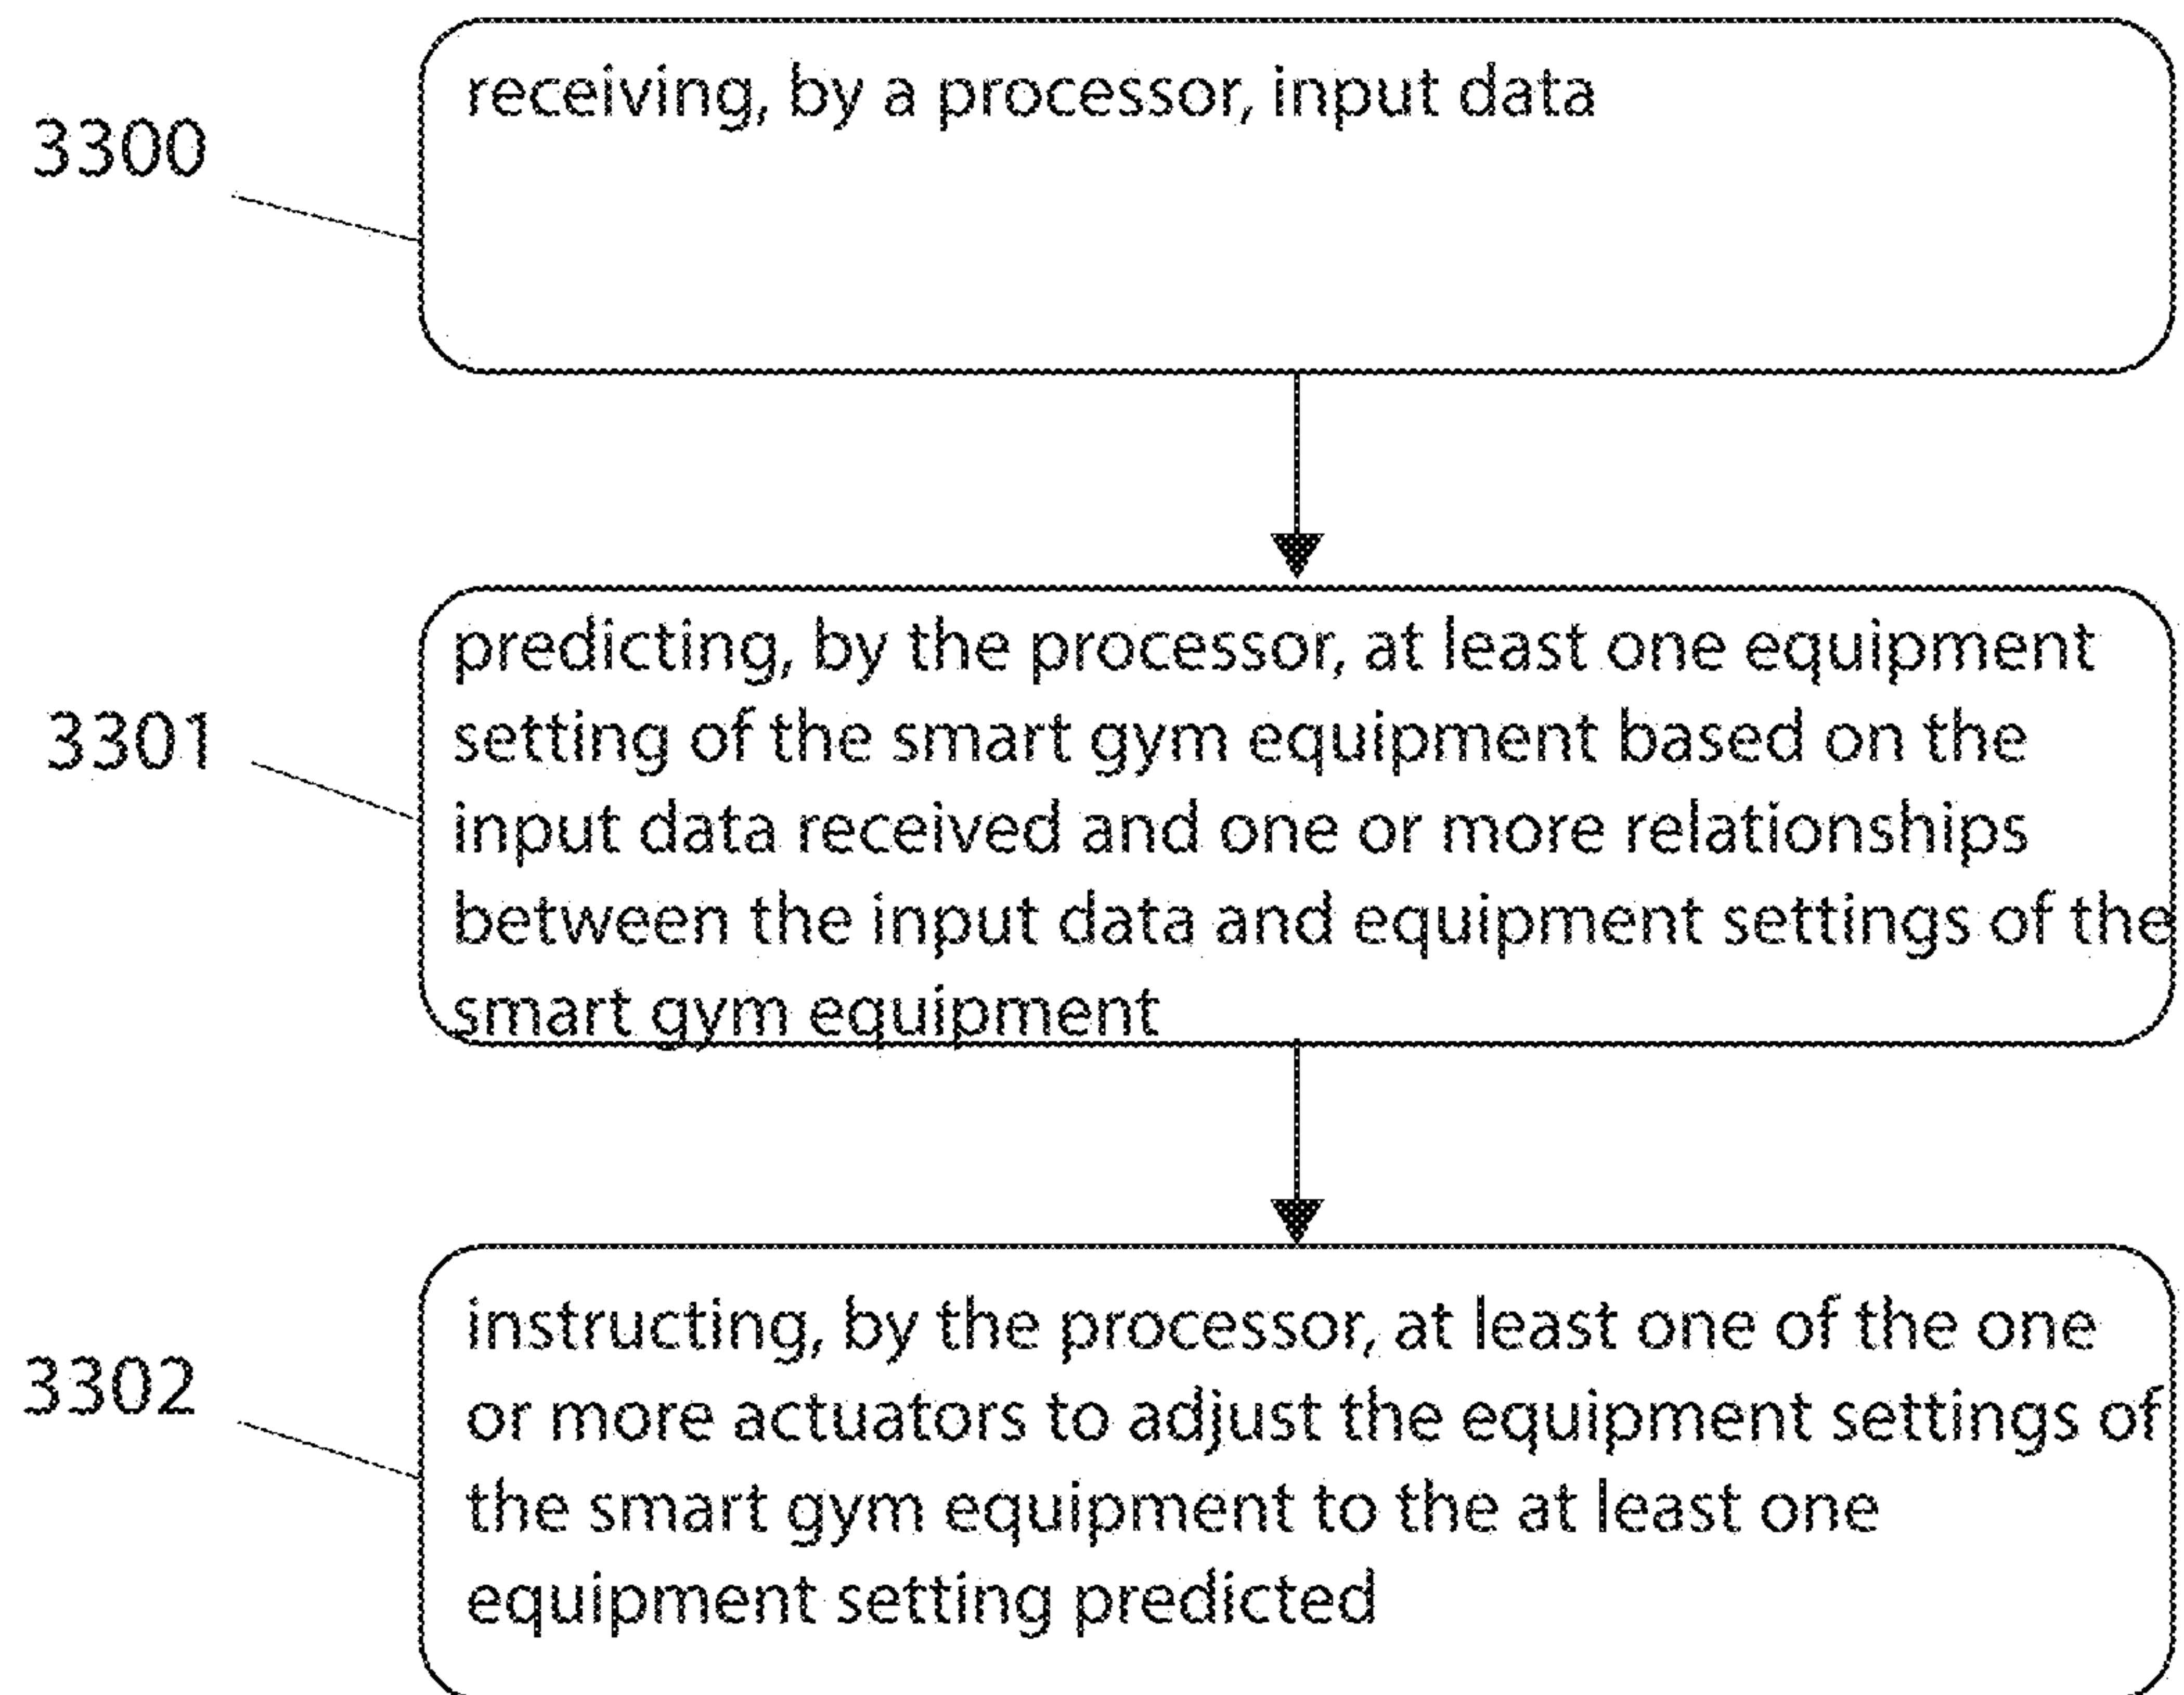 3300
receiving, by a processor, input data
3301
predicting, by the processor, at least one equipment
setting of the smart gym equipment based on the
input data received and one or more relationships
between the input data and equipment settings of the
smart gym equipment
3302
instructing, by the processor, at least one of the one
or more actuators to adjust the equipment settings of
the smart gym equipment to the at least one
equipment setting predicted